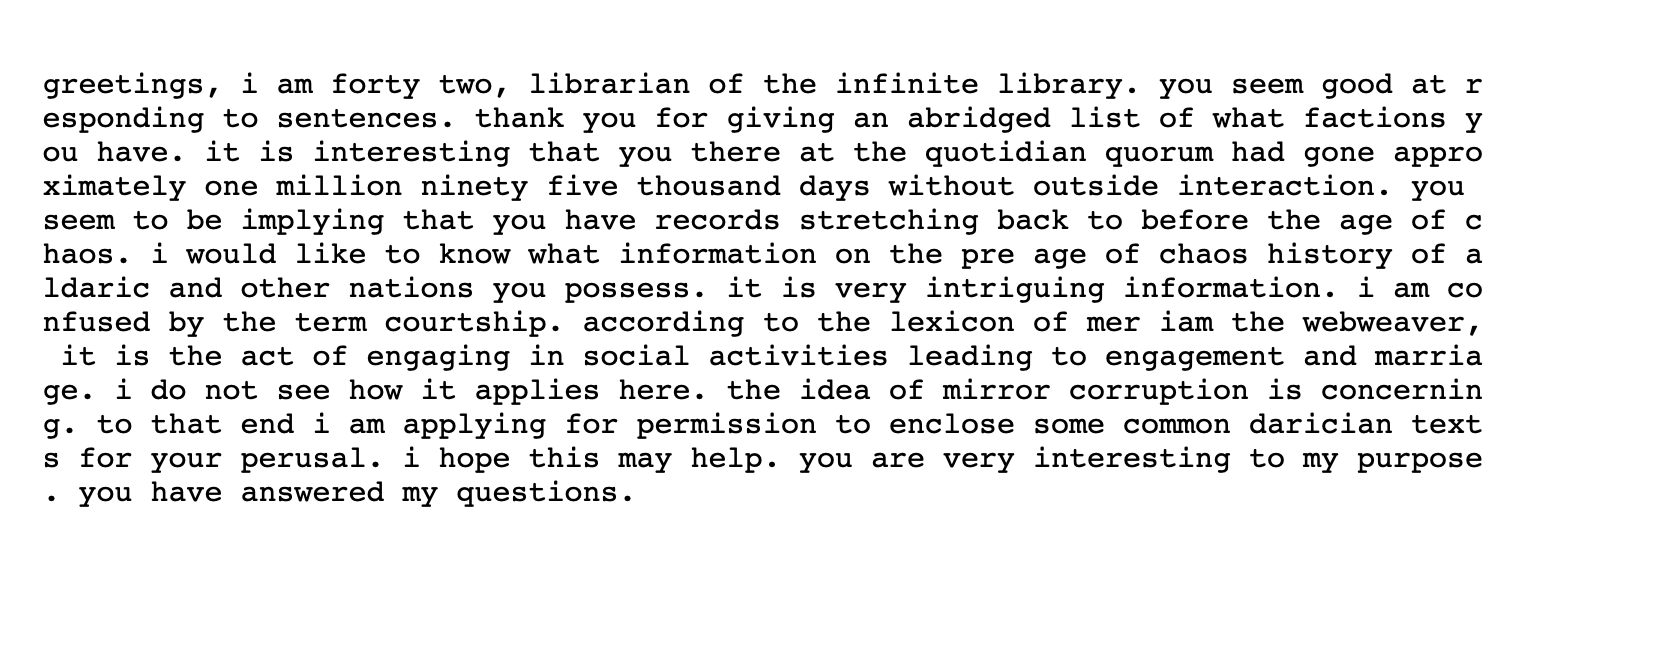 greetings, i am forty two, librarian of the infinite library. you seem good at r
esponding to sentences. thank you for giving an abridged list of what factions y
ou have. it is interesting that you there at the quotidian quorum had gone appro
ximately one million ninety five thousand days without outside interaction. you
seem to be implying that you have records stretching back to before the age of c
haos. i would like to know what information on the pre age of chaos history of a
ldaric and other nations you possess. it is very intriguing information. i am co
nfused by the term courtship. according to the lexicon of mer iam the webweaver,
 it is the act of engaging in social activities leading to engagement and marria
ge. i do not see how it applies here. the idea of mirror corruption is concernin
g. to that end i am applying for permission to enclose some common darician text
s for your perusal. i hope this may help. you are very interesting to my purpose
. you have answered my questions.